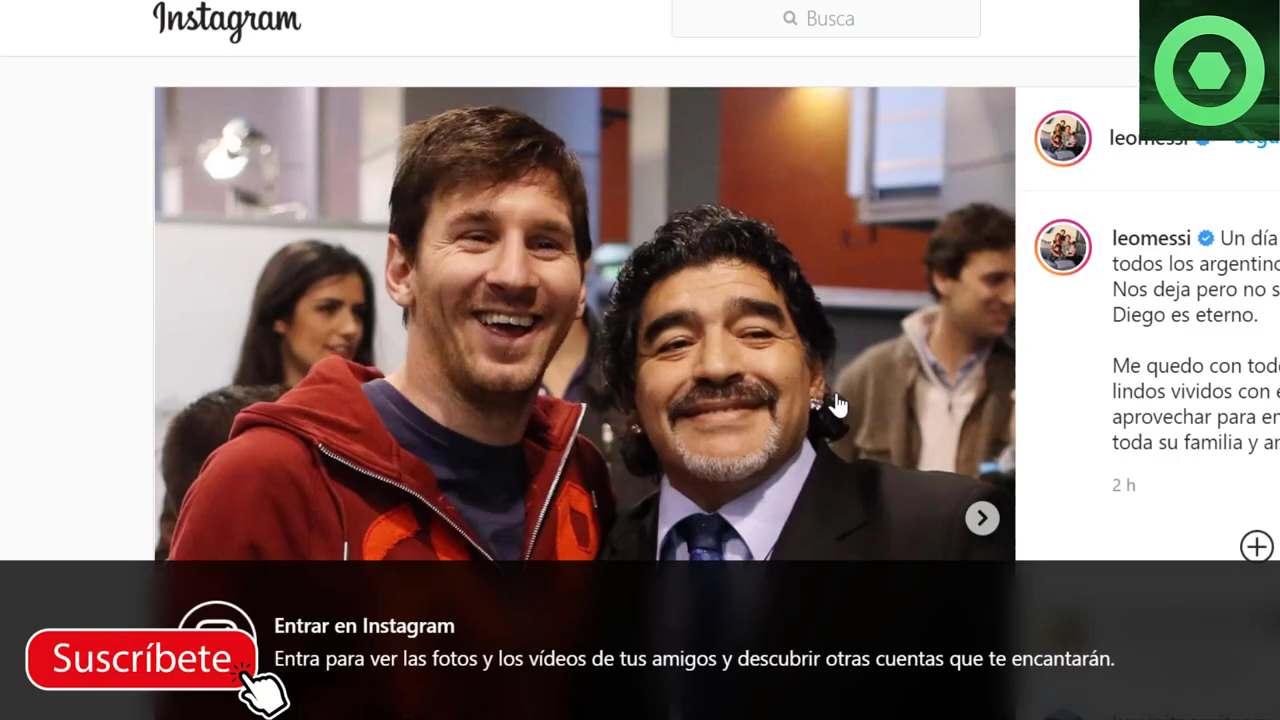 Instagram
Busca
leomessi
leomessi Un día
todos los argentino
Nos deja pero no s
Diego es eterno.
Me quedo con todo
lindos vividos con e
aprovechar para en
toda su familia y ar
2 h
Entrar en Instagram
Entra para ver las fotos y los vídeos de tus amigos y descubrir otras cuentas que te encantarán.
Suscríbete